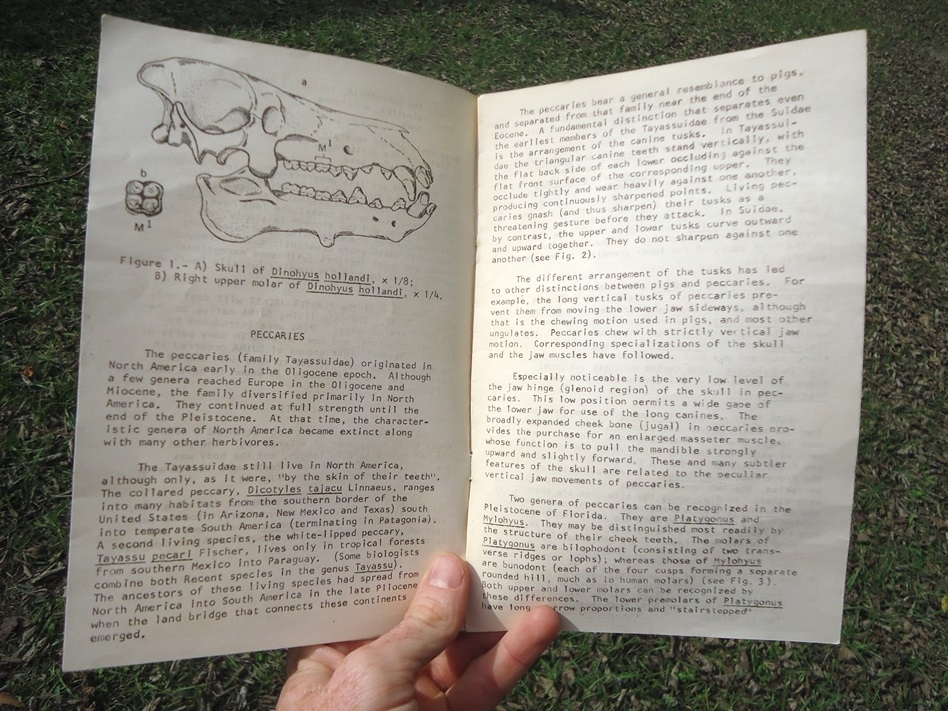 a
M¹
c
b
M¹
e
Figure 1.- A) Skull of Dinohyus hollandi, x 1/8;
B) Right upper molar of Dinohyus hollandi, x 1/4.
PECCARIES
The peccaries (family Tayassuidae) originated in
North America early in the Oligocene epoch. Although
a few genera reached Europe in the Oligocene and
Miocene, the family diversified primarily in North
America. They continued at full strength until the
end of the Pleistocene. At that time, the character-
istic genera of North America became extinct along
with many other herbivores.
The Tayassuidae still live in North America,
although only, as it were, "by the skin of their teeth".
The collared peccary, Dicotyles tajacu Linnaeus, ranges
into many habitats from the southern border of the
United States (in Arizona, New Mexico and Texas) south
into temperate South America (terminating in Patagonia).
A second living species, the white-lipped peccary,
Tayassu pecari Fischer, lives only in tropical forests
from southern Mexico into Paraguay. (Some biologists
combine both Recent species in the genus Tayassu).
The ancestors of these living species had spread from
North America into South America in the late Pliocene
when the land bridge that connects these continents
emerged.
The peccaries bear a general resemblance to pigs,
and separated from that family near the end of the
Eocene. A fundamental distinction that separates even
the earliest members of the Tayassuidae from the Suidae
is the arrangement of the canine tusks. In Tayassui-
dae the triangular canine teeth stand vertically, with
the flat back side of each lower occluding against the
flat front surface of the corresponding upper. They
occlude tightly and wear heavily against one another,
producing continuously sharpened points. Living pec-
caries gnash (and thus sharpen) their tusks as a
threatening gesture before they attack. In Suidae,
by contrast, the upper and lower tusks curve outward
and upward together. They do not sharpen against one
another (see Fig. 2).
The different arrangement of the tusks has led
to other distinctions between pigs and peccaries. For
example, the long vertical tusks of peccaries pre-
vent them from moving the lower jaw sideways, although
that is the chewing motion used in pigs, and most other
ungulates. Peccaries chew with strictly vertical jaw
motion. Corresponding specializations of the skull
and the jaw muscles have followed.
Especially noticeable is the very low level of
the jaw hinge (glenoid region) of the skull in pec-
caries. This low position permits a wide gape of
the lower jaw for use of the long canines. The
broadly expanded cheek bone (jugal) in peccaries pro-
vides the purchase for an enlarged masseter muscle,
whose function is to pull the mandible strongly
upward and slightly forward. These and many subtler
features of the skull are related to the peculiar
vertical jaw movements of peccaries.
Two genera of peccaries can be recognized in the
Pleistocene of Florida. They are Platygonus and
Mylohyus. They may be distinguished most readily by
the structure of their cheek teeth. The molars of
Platygonus are bilophodont (consisting of two trans-
verse ridges or lophs); whereas those of Mylohyus
are bunodont (each of the four cusps forming a separate
rounded hill, much as in human molars) (see Fig. 3).
Both upper and lower molars can be recognized by
these differences. The lower premolars of Platygonus
have long proportions and "stairstepped"